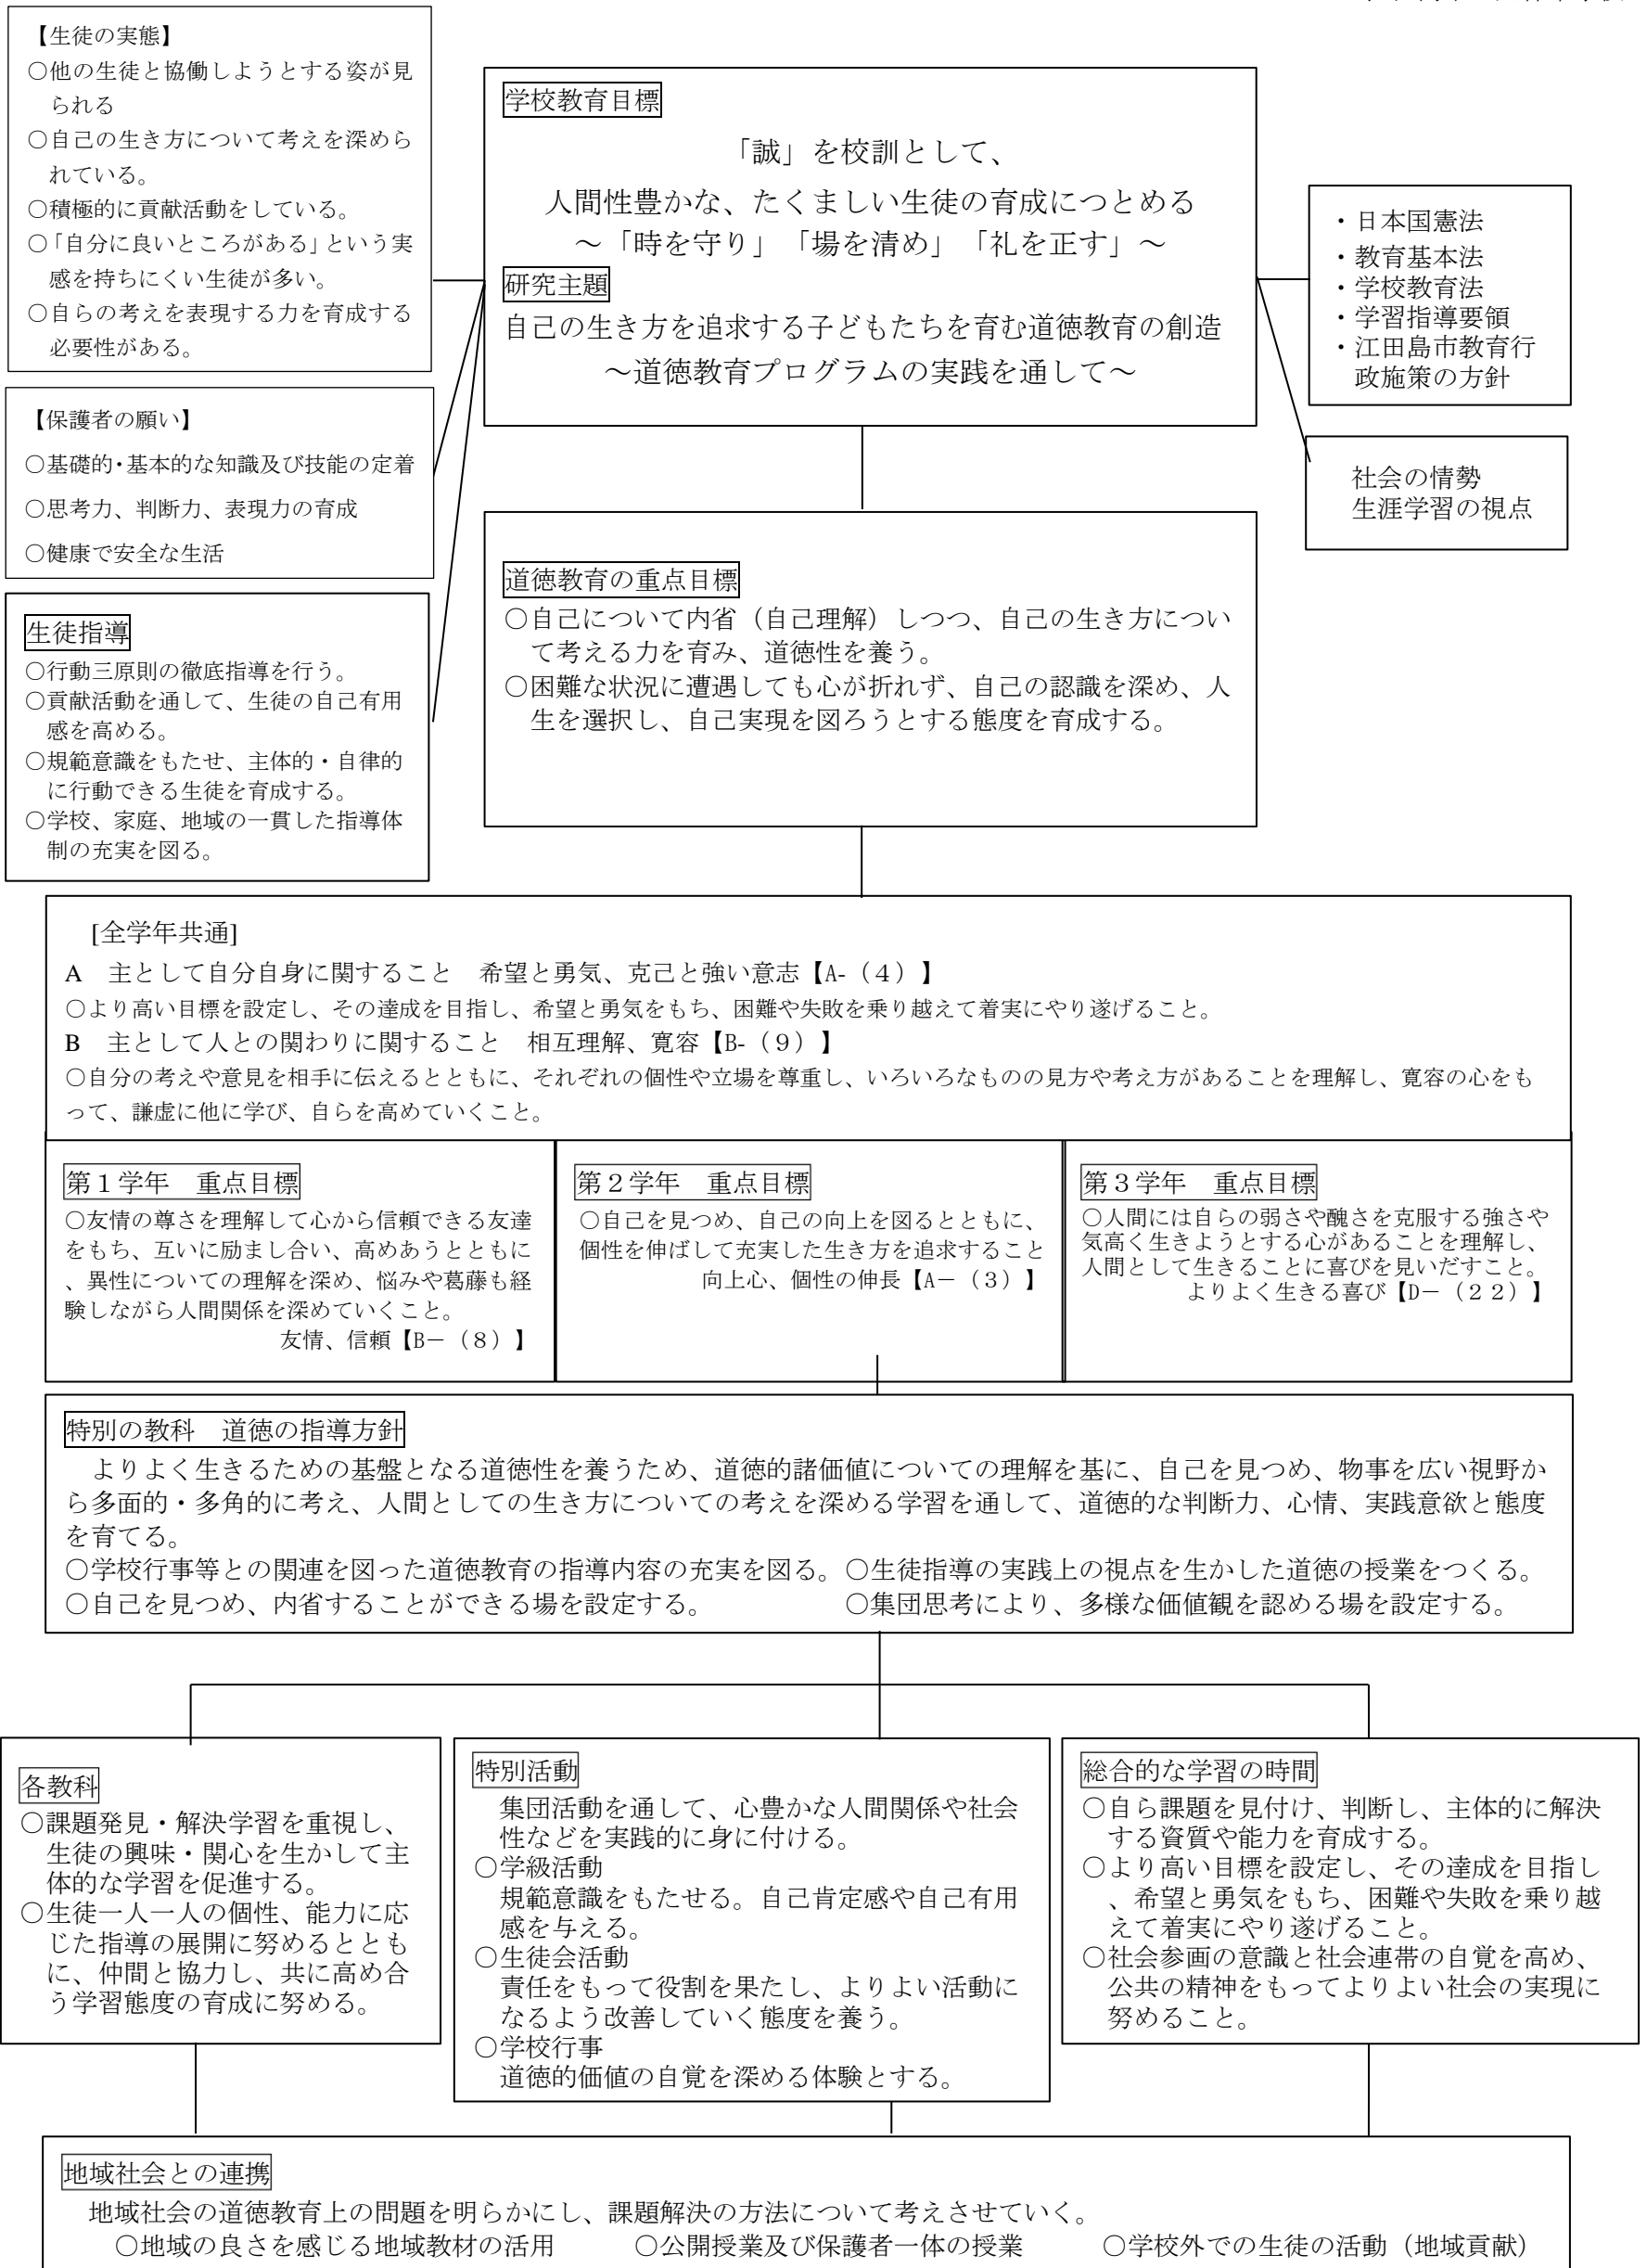 【生徒の実態】
○他の生徒と協働しようとする姿が見
られる
○自己の生き方について考えを深めら
れている。
○積極的に貢献活動をしている。
○「自分に良いところがある」という実
感を持ちにくい生徒が多い。
○自らの考えを表現する力を育成する
必要性がある。
【保護者の願い】
○基礎的・基本的な知識及び技能の定着
○思考力、判断力、表現力の育成
○健康で安全な生活
生徒指導
○行動三原則の徹底指導を行う。
○貢献活動を通して、生徒の自己有用
感を高める。
○規範意識をもたせ、主体的・自律的
に行動できる生徒を育成する。
○学校、家庭、地域の一貫した指導体
制の充実を図る。
学校教育目標
「誠」を校訓として、
人間性豊かな、たくましい生徒の育成につとめる
～「時を守り」「場を清め」「礼を正す」～
研究主題
自己の生き方を追求する子どもたちを育む道徳教育の創造
～道徳教育プログラムの実践を通して～
・日本国憲法
・教育基本法
・学校教育法
・学習指導要領
・江田島市教育行
政施策の方針
社会の情勢
生涯学習の視点
道徳教育の重点目標
○自己について内省（自己理解）しつつ、自己の生き方につい
て考える力を育み、道徳性を養う。
○困難な状況に遭遇しても心が折れず、自己の認識を深め、人
生を選択し、自己実現を図ろうとする態度を育成する。
[全学年共通]
A　主として自分自身に関すること　希望と勇気、克己と強い意志【A-（４）】
○より高い目標を設定し、その達成を目指し、希望と勇気をもち、困難や失敗を乗り越えて着実にやり遂げること。
B　主として人との関わりに関すること　相互理解、寛容【B-（９）】
○自分の考えや意見を相手に伝えるとともに、それぞれの個性や立場を尊重し、いろいろなものの見方や考え方があることを理解し、寛容の心をも
って、謙虚に他に学び、自らを高めていくこと。
第１学年　重点目標
○友情の尊さを理解して心から信頼できる友達
をもち、互いに励まし合い、高めあうとともに
、異性についての理解を深め、悩みや葛藤も経
験しながら人間関係を深めていくこと。
友情、信頼【B－（８）】
第２学年　重点目標
○自己を見つめ、自己の向上を図るとともに、
個性を伸ばして充実した生き方を追求すること
向上心、個性の伸長【A－（３）】
第３学年　重点目標
○人間には自らの弱さや醜さを克服する強さや
気高く生きようとする心があることを理解し、
人間として生きることに喜びを見いだすこと。
よりよく生きる喜び【D－（２２）】
特別の教科　道徳の指導方針
よりよく生きるための基盤となる道徳性を養うため、道徳的諸価値についての理解を基に、自己を見つめ、物事を広い視野か
ら多面的・多角的に考え、人間としての生き方についての考えを深める学習を通して、道徳的な判断力、心情、実践意欲と態度
を育てる。
○学校行事等との関連を図った道徳教育の指導内容の充実を図る。○生徒指導の実践上の視点を生かした道徳の授業をつくる。
○自己を見つめ、内省することができる場を設定する。　○集団思考により、多様な価値観を認める場を設定する。
各教科
○課題発見・解決学習を重視し、
生徒の興味・関心を生かして主
体的な学習を促進する。
○生徒一人一人の個性、能力に応
じた指導の展開に努めるととも
に、仲間と協力し、共に高め合
う学習態度の育成に努める。
特別活動
集団活動を通して、心豊かな人間関係や社会
性などを実践的に身に付ける。
○学級活動
規範意識をもたせる。自己肯定感や自己有用
感を与える。
○生徒会活動
責任をもって役割を果たし、よりよい活動に
なるよう改善していく態度を養う。
○学校行事
道徳的価値の自覚を深める体験とする。
総合的な学習の時間
○自ら課題を見付け、判断し、主体的に解決
する資質や能力を育成する。
○より高い目標を設定し、その達成を目指し
、希望と勇気をもち、困難や失敗を乗り越
えて着実にやり遂げること。
○社会参画の意識と社会連帯の自覚を高め、
公共の精神をもってよりよい社会の実現に
努めること。
地域社会との連携
地域社会の道徳教育上の問題を明らかにし、課題解決の方法について考えさせていく。
○地域の良さを感じる地域教材の活用　○公開授業及び保護者一体の授業　○学校外での生徒の活動（地域貢献）